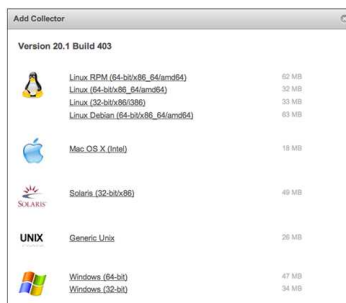 Add Collector
Version 20.1 Build 403
Linux RPM (64-bit/x86_64/amd64) 62 MB
Linux (64-bit/x86_64/amd64) 32 MB
Linux (32-bit/x86/i386) 33 MB
Linux Debian (64-bit/x86_64/amd64) 63 MB
Mac OS X (Intel) 18 MB
Solaris (32-bit/x86) 49 MB
SOLARIS
UNIX Generic Unix 26 MB
Windows (64-bit) 47 MB
Windows (32-bit) 34 MB